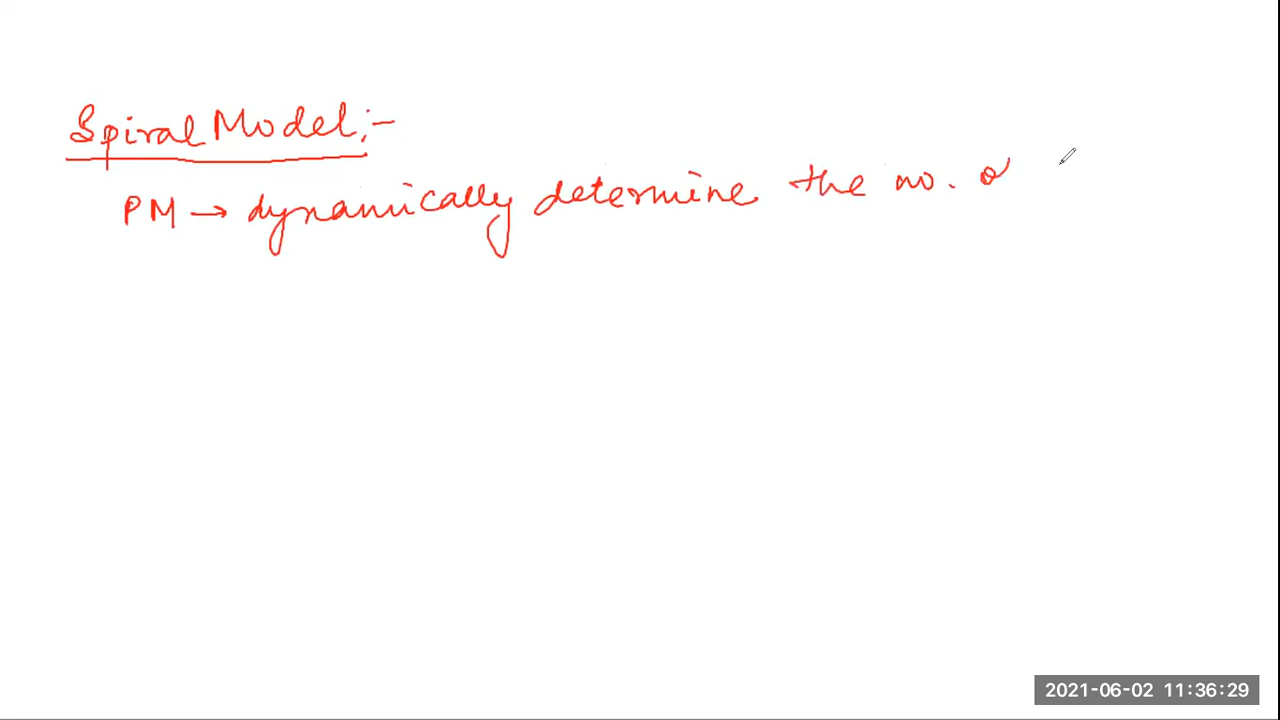 Spiral Model:-
PM → dynamically determine the no. o
2021-06-02 11:36:29